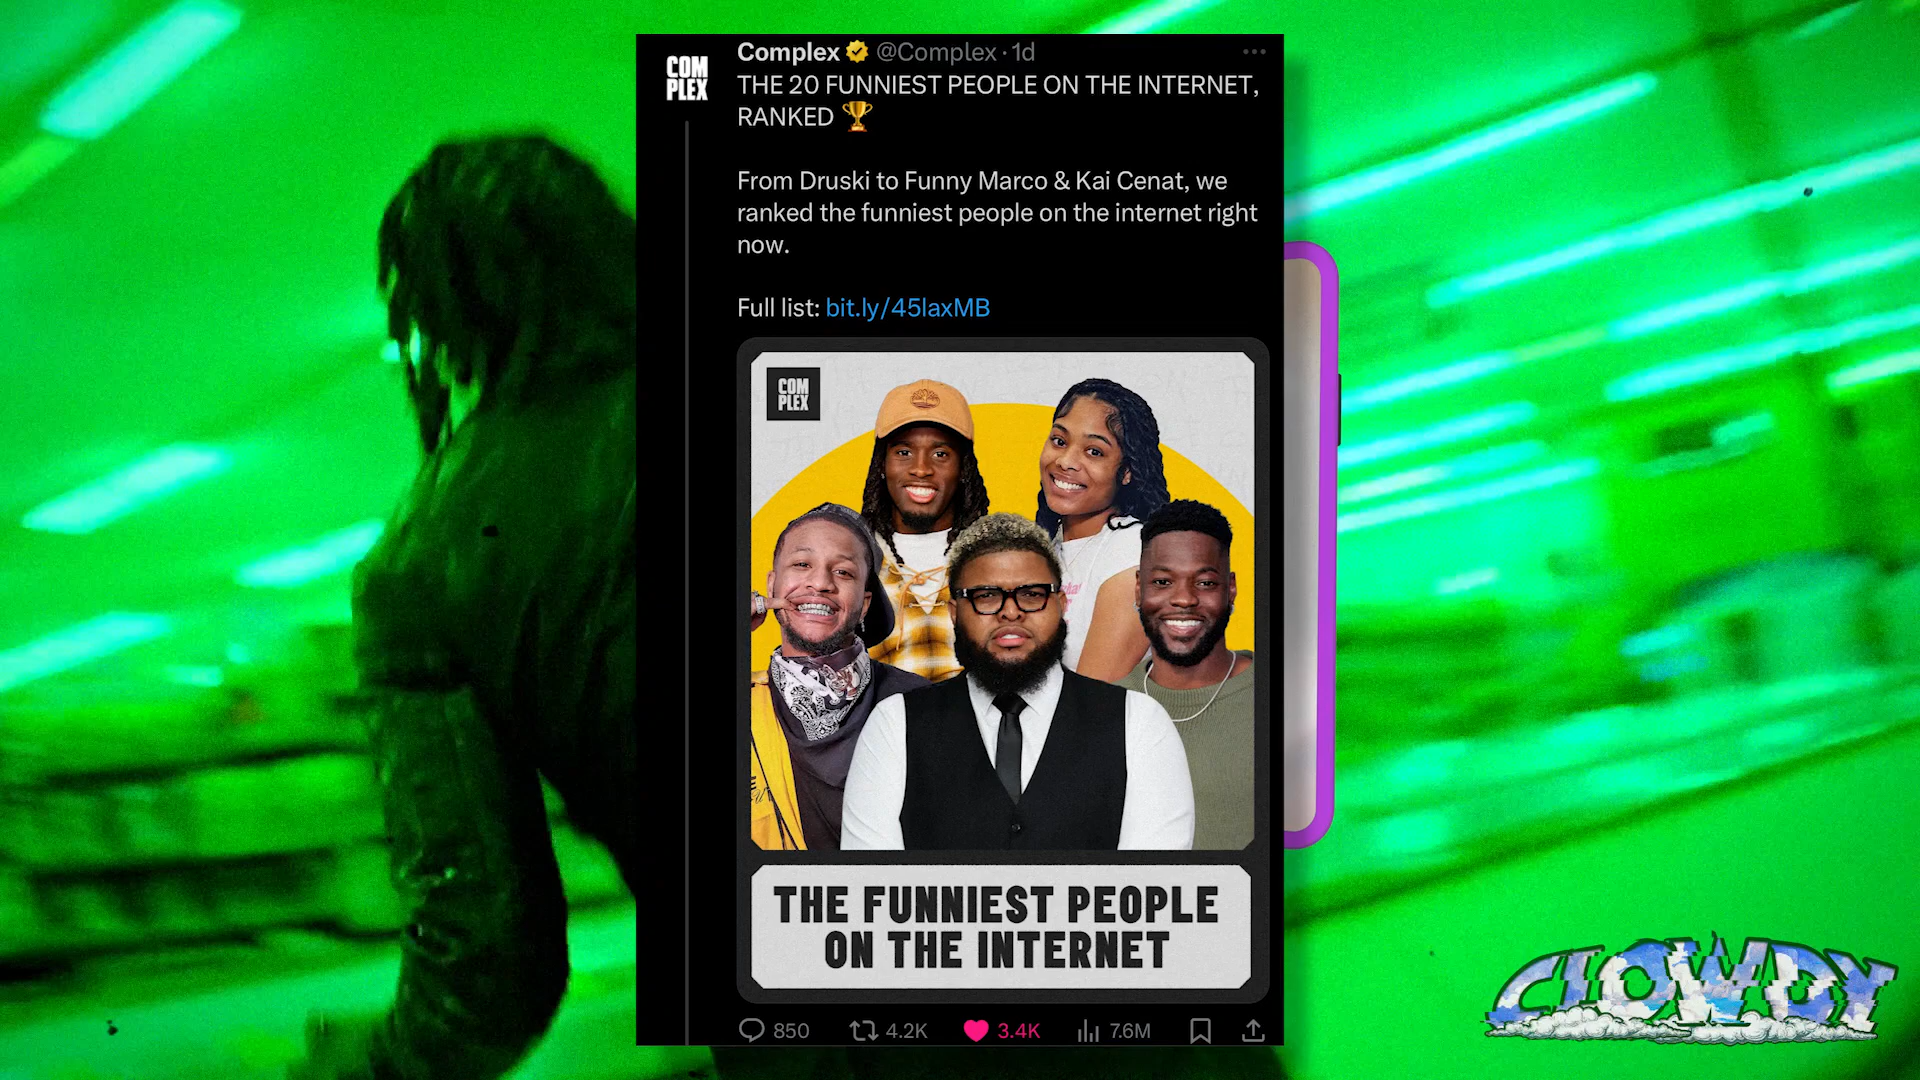 Complex @Complex · 1d
COM
PLEX
THE 20 FUNNIEST PEOPLE ON THE INTERNET,
RANKED 🏆
From Druski to Funny Marco & Kai Cenat, we
ranked the funniest people on the internet right
now.
Full list: bit.ly/45laxMB
COM
PLEX
THE FUNNIEST PEOPLE
ON THE INTERNET
850 4.2K 3.4K 7.6M
CLOWDY